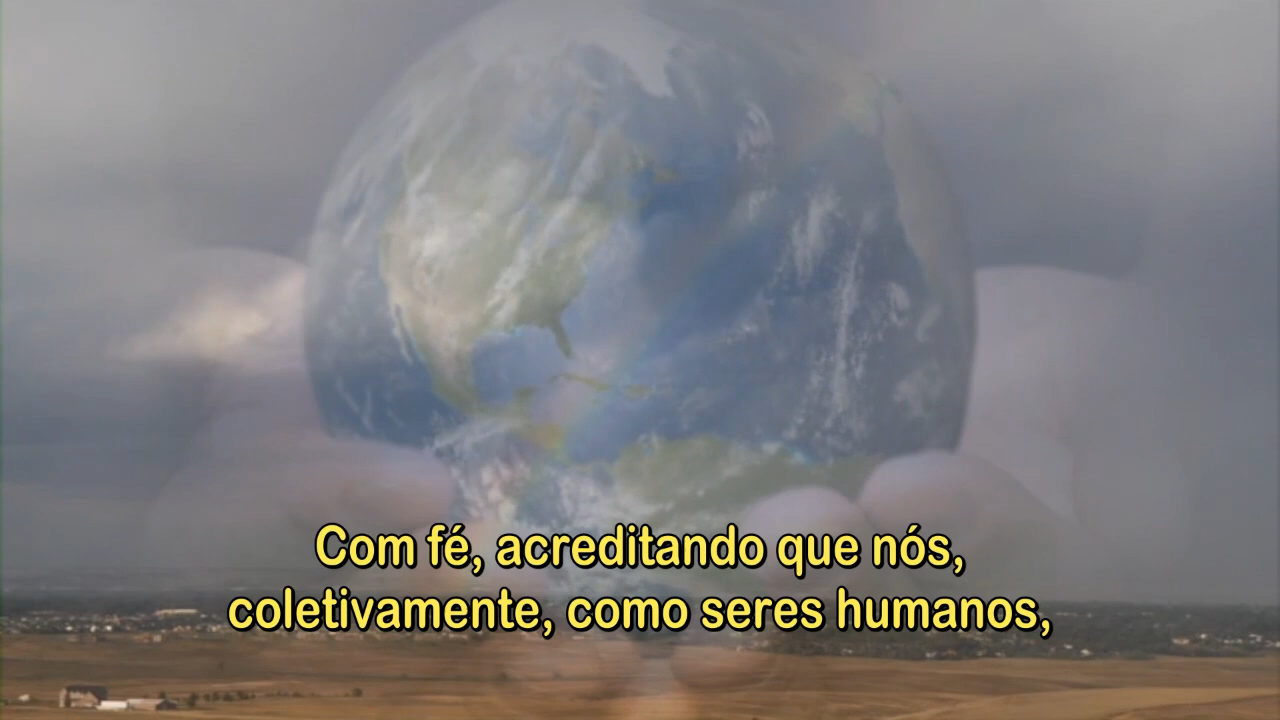 Com fé, acreditando que nós,
coletivamente, como seres humanos,